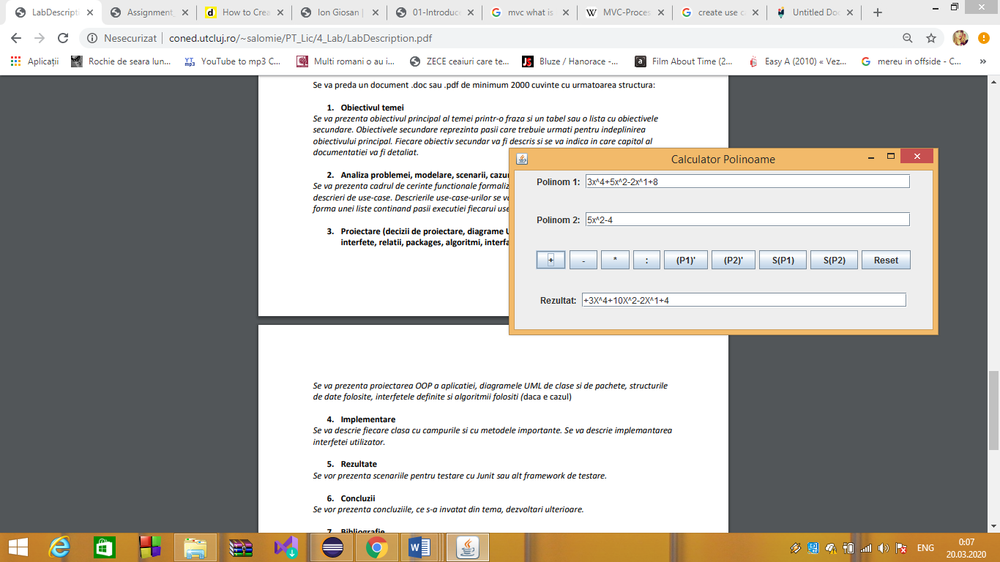 LabDescripti
Assignment_
How to Crea
Ion Giosan |
01-Introduc
mvc what is
MVC-Proces
create use c
Untitled Doc
Nesecurizat
coned.utcluj.ro/~salomie/PT_Lic/4_Lab/LabDescription.pdf
Aplicații
Rochie de seara lun...
YouTube to mp3 C...
Multi romani o au i...
ZECE ceaiuri care te...
Bluze / Hanorace -...
Film About Time (2...
Easy A (2010) « Vez...
mereu in offside - C...
»
Se va preda un document .doc sau .pdf de minimum 2000 cuvinte cu urmatoarea structura:
1. Obiectivul temei
Se va prezenta obiectivul principal al temei printr-o fraza si un tabel sau o lista cu obiectivele
secundare. Obiectivele secundare reprezinta pasii care trebuie urmati pentru indeplinirea
obiectivului principal. Fiecare obiectiv secundar va fi descris si se va indica in care capitol al
documentatiei va fi detaliat.
2. Analiza problemei, modelare, scenarii, cazur
Se va prezenta cadrul de cerinte functionale formaliz
descrieri de use-case. Descrierile use-case-urilor se vo
forma unei liste continand pasii executiei fiecarui use
3. Proiectare (decizii de proiectare, diagrame U
interfete, relatii, packages, algoritmi, interfa
Calculator Polinoame
Polinom 1: 3x^4+5x^2-2x^1+8
Polinom 2: 5x^2-4
+ - * : (P1)' (P2)' S(P1) S(P2) Reset
Rezultat: +3X^4+10X^2-2X^1+4
Se va prezenta proiectarea OOP a aplicatiei, diagramele UML de clase si de pachete, structurile
de date folosite, interfetele definite si algoritmii folositi (daca e cazul)
4. Implementare
Se va descrie fiecare clasa cu campurile si cu metodele importante. Se va descrie implemantarea
interfetei utilizator.
5. Rezultate
Se vor prezenta scenariile pentru testare cu Junit sau alt framework de testare.
6. Concluzii
Se vor prezenta concluziile, ce s-a invatat din tema, dezvoltari ulterioare.
7. Bibliografie
ENG
0:07
20.03.2020